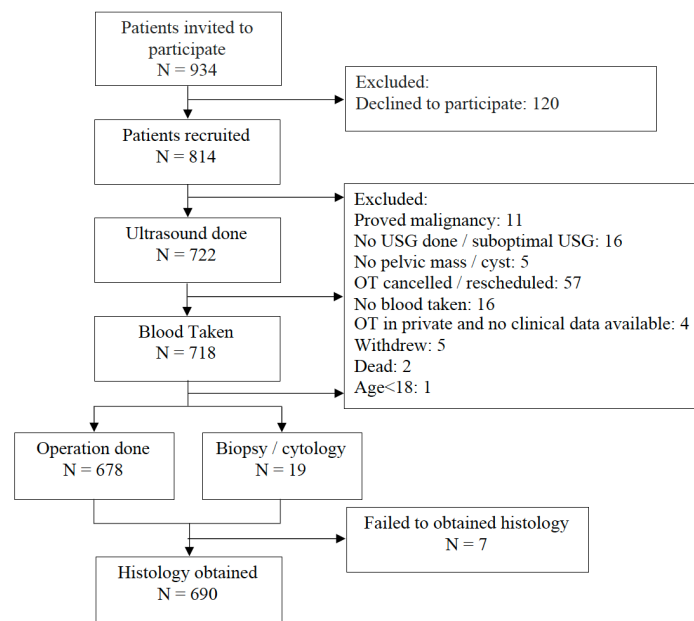 Patients invited to
participate
N = 934
Excluded:
Declined to participate: 120
Patients recruited
N = 814
Excluded:
Proved malignancy: 11
No USG done / suboptimal USG: 16
No pelvic mass / cyst: 5
OT cancelled / rescheduled: 57
No blood taken: 16
OT in private and no clinical data available: 4
Withdrew: 5
Dead: 2
Age<18: 1
Ultrasound done
N = 722
Blood Taken
N = 718
Operation done
N = 678
Biopsy / cytology
N = 19
Failed to obtained histology
N = 7
Histology obtained
N = 690